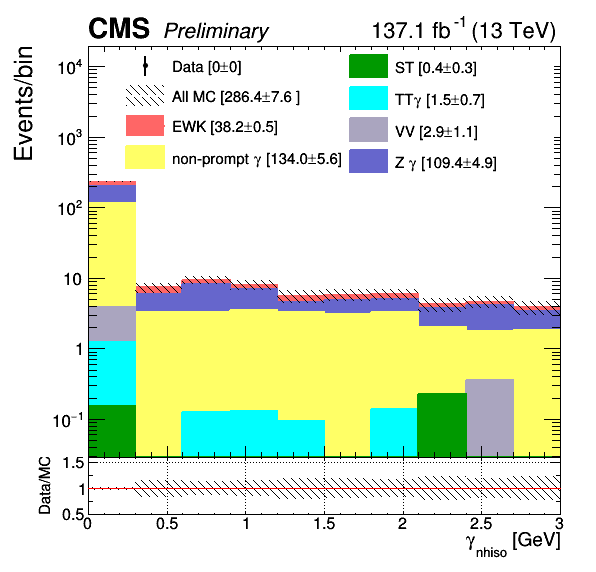 CMS Preliminary 137.1 fb⁻¹ (13 TeV)
Events/bin
10⁴
10³
10²
10
1
10⁻¹
Data [0±0]
All MC [286.4±7.6 ]
EWK [38.2±0.5]
non-prompt γ [134.0±5.6]
ST [0.4±0.3]
TTγ [1.5±0.7]
VV [2.9±1.1]
Z γ [109.4±4.9]
Data/MC
1.5
1
0.5
0 0.5 1 1.5 2 2.5 3
γnhiso [GeV]